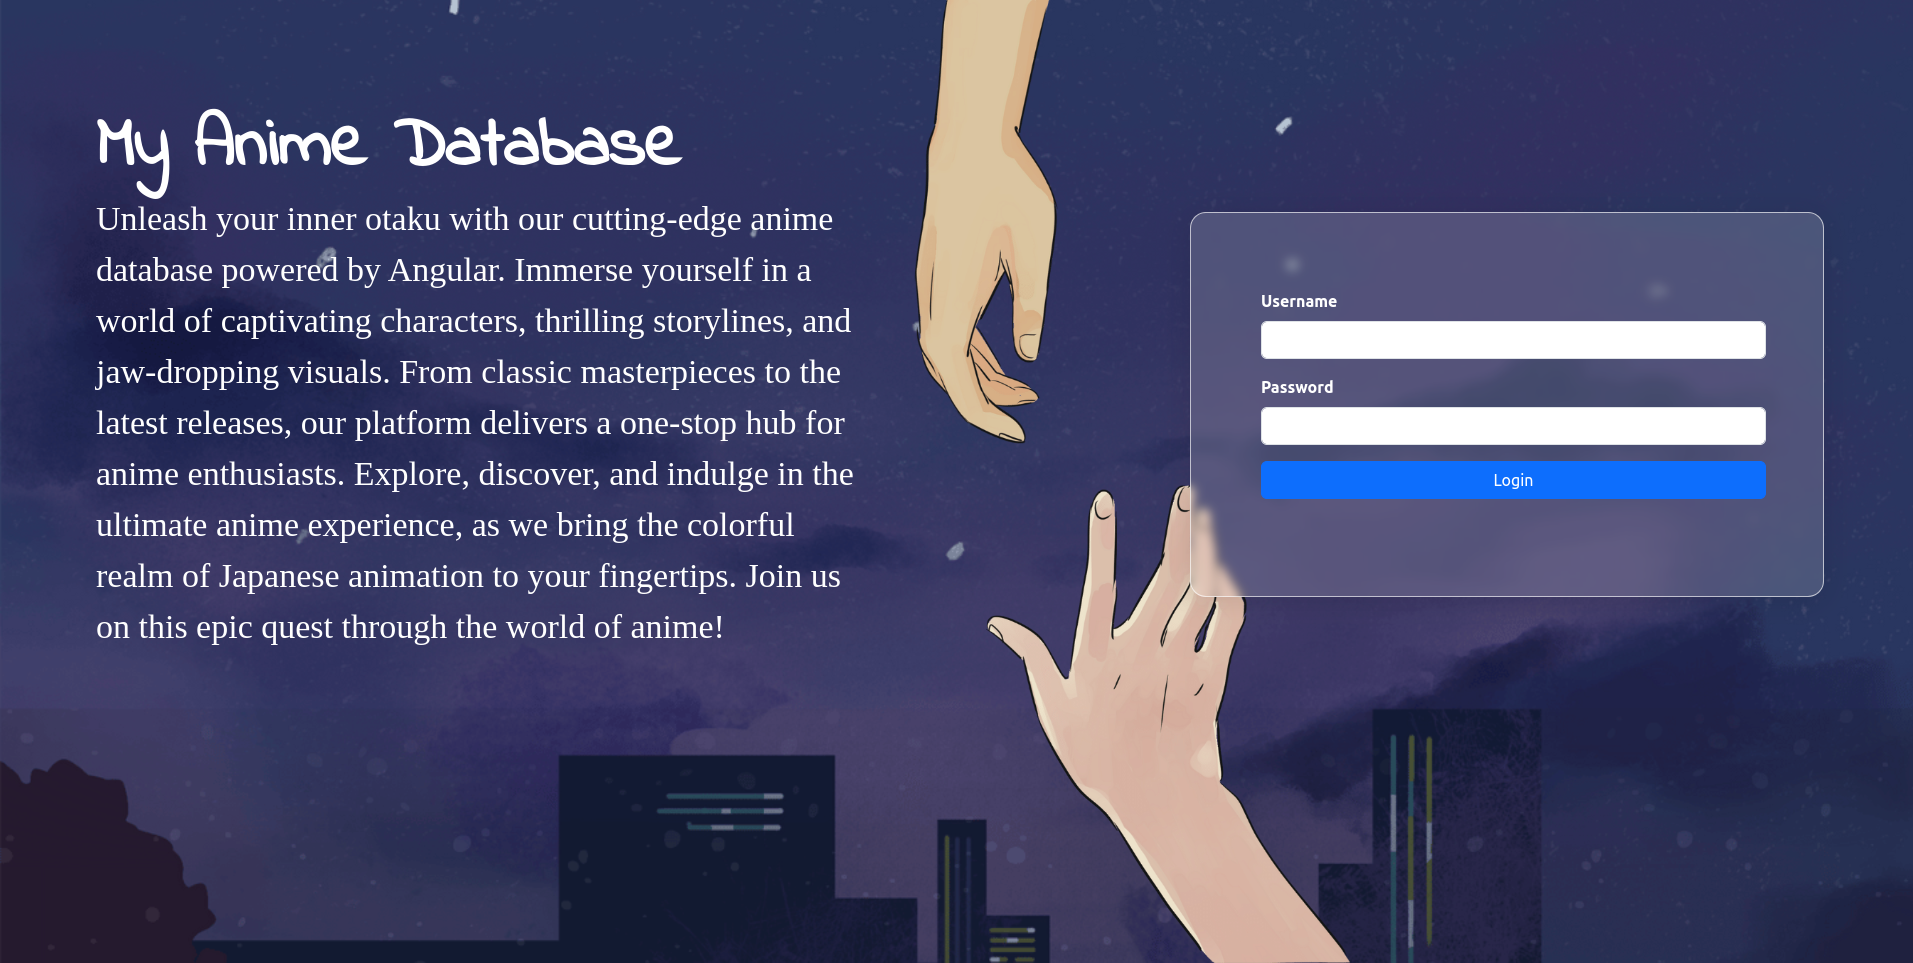 My Anime Database
Unleash your inner otaku with our cutting-edge anime
database powered by Angular. Immerse yourself in a
world of captivating characters, thrilling storylines, and
jaw-dropping visuals. From classic masterpieces to the
latest releases, our platform delivers a one-stop hub for
anime enthusiasts. Explore, discover, and indulge in the
ultimate anime experience, as we bring the colorful
realm of Japanese animation to your fingertips. Join us
on this epic quest through the world of anime!
Username
Password
Login